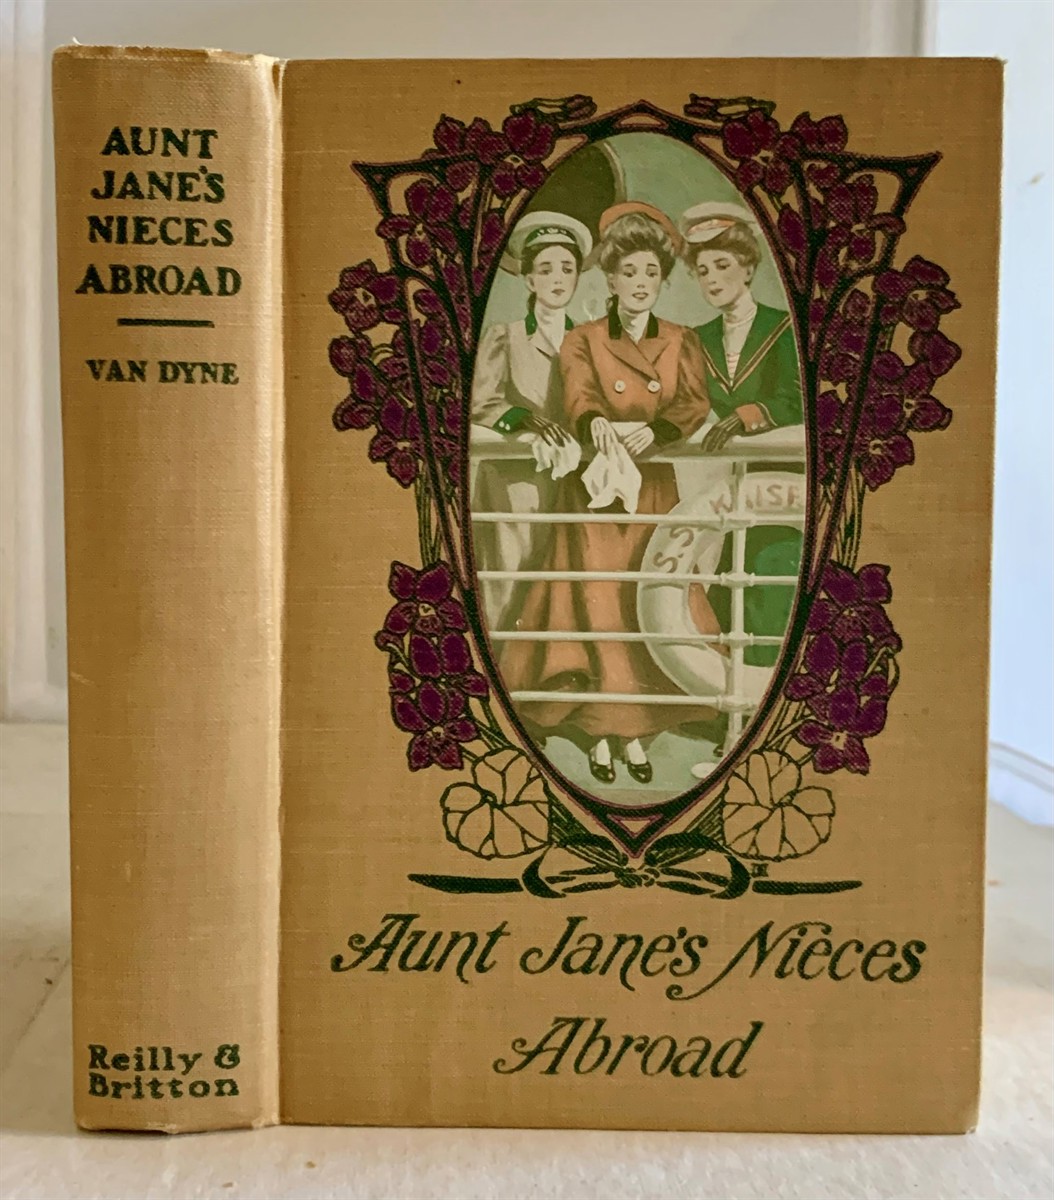 AUNT
JANE'S
NIECES
ABROAD
VAN DYNE
Reilly &
Britton
S.S. KAISE
Aunt Jane's Nieces
Abroad